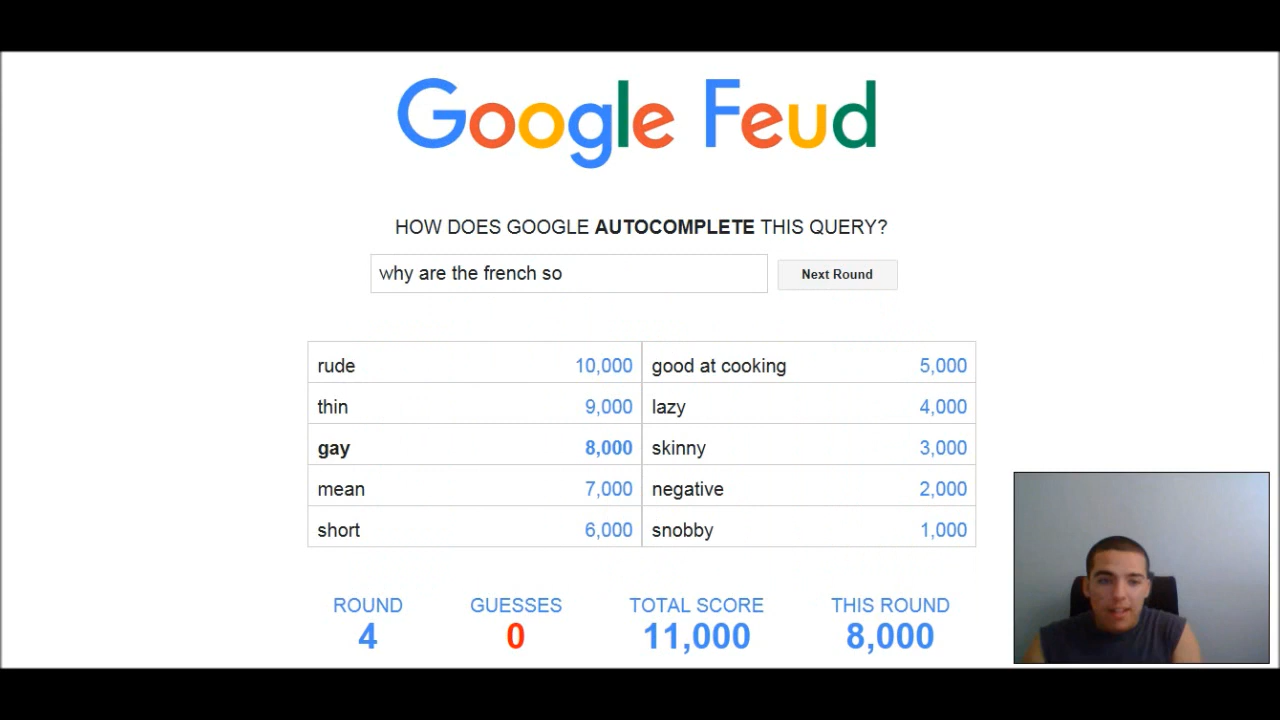 Google Feud
HOW DOES GOOGLE AUTOCOMPLETE THIS QUERY?
why are the french so
Next Round
rude 10,000 good at cooking 5,000
thin 9,000 lazy 4,000
gay 8,000 skinny 3,000
mean 7,000 negative 2,000
short 6,000 snobby 1,000
ROUND GUESSES TOTAL SCORE THIS ROUND
4 0 11,000 8,000